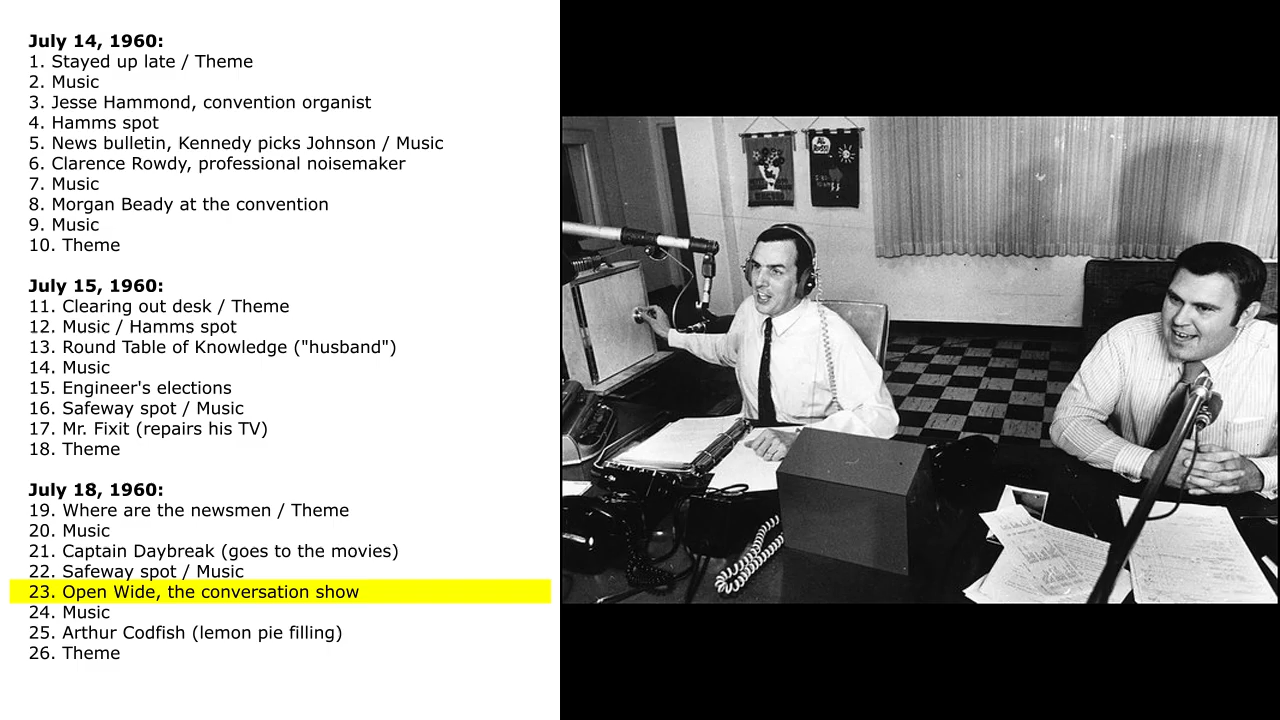 July 14, 1960:
1. Stayed up late / Theme
2. Music
3. Jesse Hammond, convention organist
4. Hamms spot
5. News bulletin, Kennedy picks Johnson / Music
6. Clarence Rowdy, professional noisemaker
7. Music
8. Morgan Beady at the convention
9. Music
10. Theme
July 15, 1960:
11. Clearing out desk / Theme
12. Music / Hamms spot
13. Round Table of Knowledge ("husband")
14. Music
15. Engineer's elections
16. Safeway spot / Music
17. Mr. Fixit (repairs his TV)
18. Theme
July 18, 1960:
19. Where are the newsmen / Theme
20. Music
21. Captain Daybreak (goes to the movies)
22. Safeway spot / Music
23. Open Wide, the conversation show
24. Music
25. Arthur Codfish (lemon pie filling)
26. Theme